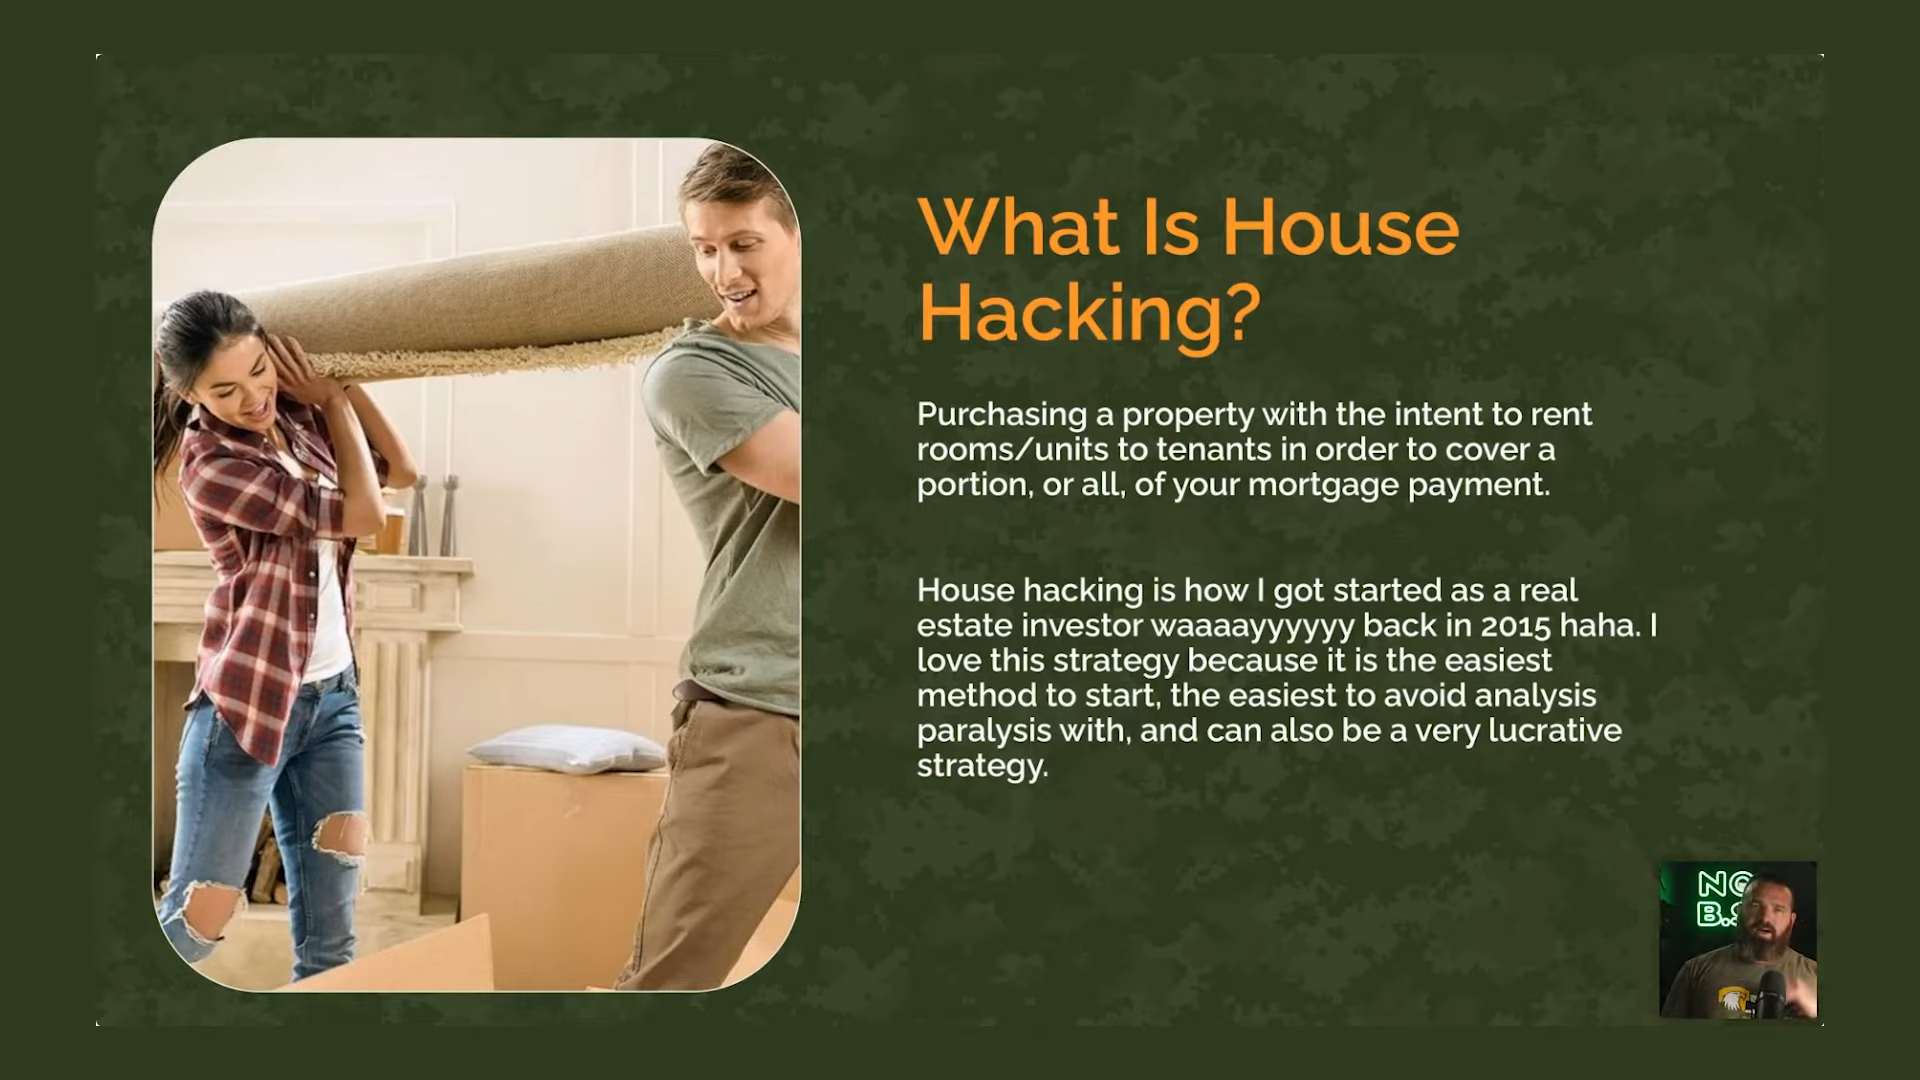 What Is House
Hacking?
Purchasing a property with the intent to rent
rooms/units to tenants in order to cover a
portion, or all, of your mortgage payment.
House hacking is how I got started as a real
estate investor waaaayyyyyy back in 2015 haha. I
love this strategy because it is the easiest
method to start, the easiest to avoid analysis
paralysis with, and can also be a very lucrative
strategy.
NO
B.S